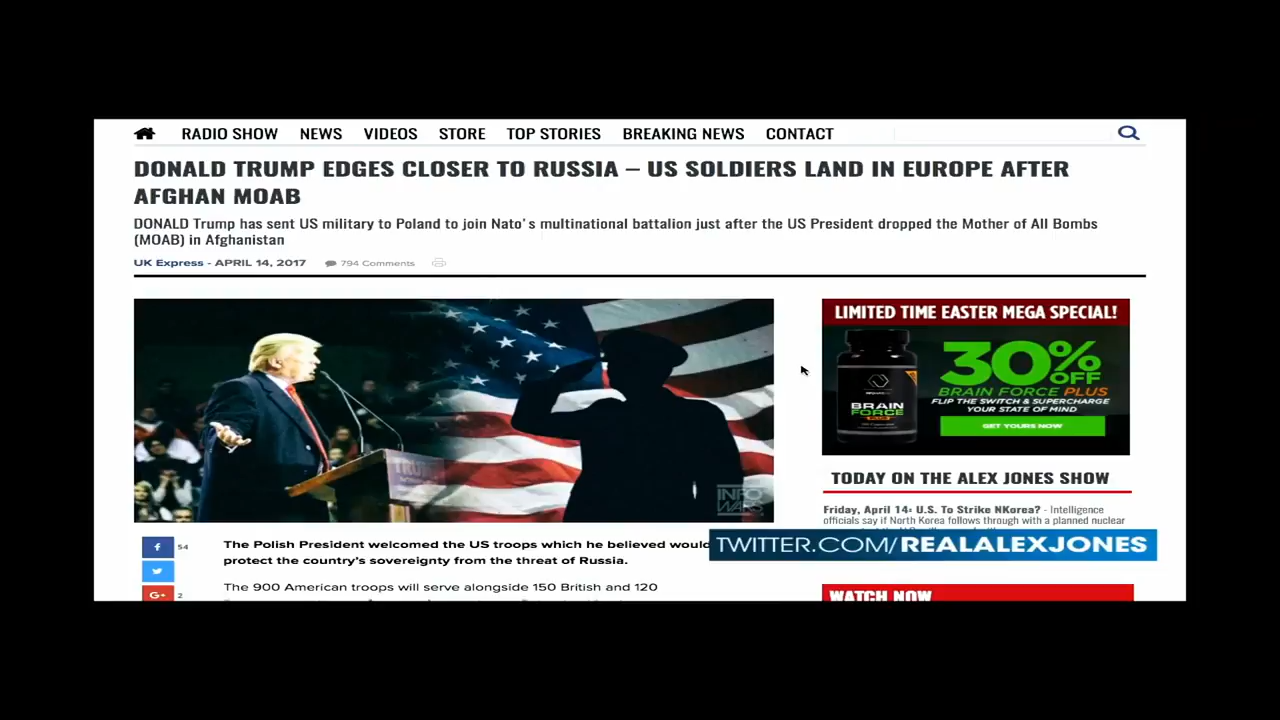 RADIO SHOW NEWS VIDEOS STORE TOP STORIES BREAKING NEWS CONTACT
DONALD TRUMP EDGES CLOSER TO RUSSIA – US SOLDIERS LAND IN EUROPE AFTER
AFGHAN MOAB
DONALD Trump has sent US military to Poland to join Nato's multinational battalion just after the US President dropped the Mother of All Bombs
(MOAB) in Afghanistan
UK Express - APRIL 14, 2017 794 Comments
TRUMP
INFO
WARS
LIMITED TIME EASTER MEGA SPECIAL!
BRAIN
FORCE
PLUS
30%
OFF
BRAIN FORCE PLUS
FLIP THE SWITCH & SUPERCHARGE
YOUR STATE OF MIND
GET YOURS NOW
TODAY ON THE ALEX JONES SHOW
Friday, April 14: U.S. To Strike NKorea? - Intelligence
officials say if North Korea follows through with a planned nuclear
f 54
G+ 2
The Polish President welcomed the US troops which he believed would
protect the country's sovereignty from the threat of Russia.
The 900 American troops will serve alongside 150 British and 120
TWITTER.COM/REALALEXJONES
WATCH NOW